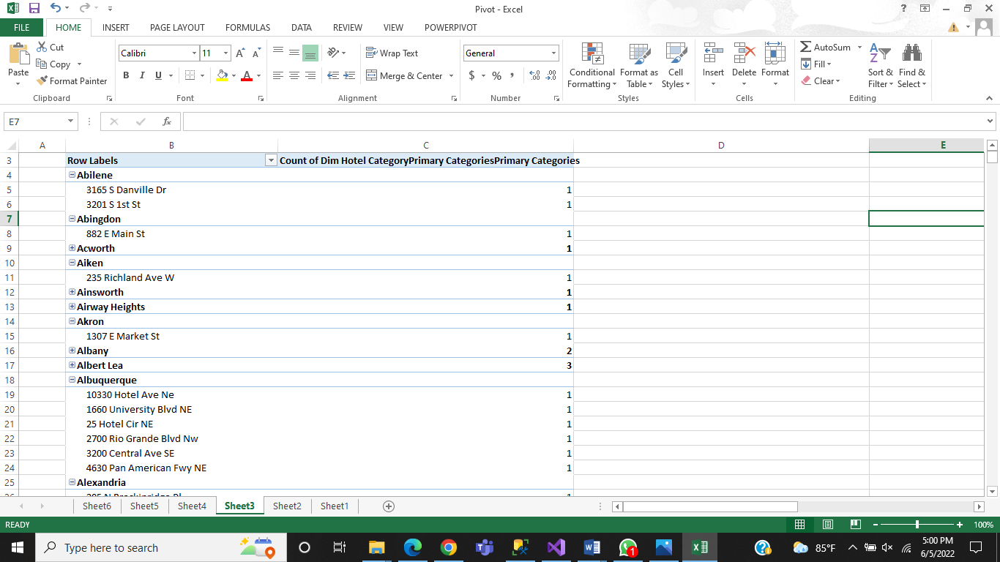 Pivot - Excel
?
FILE HOME INSERT PAGE LAYOUT FORMULAS DATA REVIEW VIEW POWERPIVOT
Paste
Cut
Copy
Format Painter
Clipboard
Calibri 11
B I U
Font
Wrap Text
Merge & Center
Alignment
General
$ % ,
Number
Conditional Formatting
Format as Table
Cell Styles
Styles
Insert
Delete
Format
Cells
AutoSum
Fill
Clear
Sort & Filter
Find & Select
Editing
E7 fx
A B C D E
3 Row Labels Count of Dim Hotel CategoryPrimary CategoriesPrimary Categories
4 Abilene
5 3165 S Danville Dr 1
6 3201 S 1st St 1
7 Abingdon
8 882 E Main St 1
9 Acworth 1
10 Aiken
11 235 Richland Ave W 1
12 Ainsworth 1
13 Airway Heights 1
14 Akron
15 1307 E Market St 1
16 Albany 2
17 Albert Lea 3
18 Albuquerque
19 10330 Hotel Ave Ne 1
20 1660 University Blvd NE 1
21 25 Hotel Cir NE 1
22 2700 Rio Grande Blvd Nw 1
23 3200 Central Ave SE 1
24 4630 Pan American Fwy NE 1
25 Alexandria
Sheet6 Sheet5 Sheet4 Sheet3 Sheet2 Sheet1
READY 100%
Type here to search
1
85°F
5:00 PM
6/5/2022